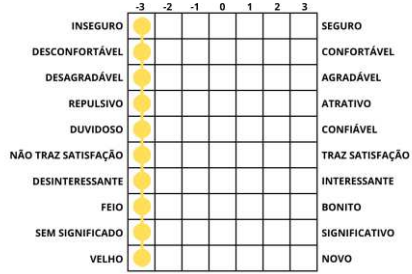 -3 -2 -1 0 1 2 3
INSEGURO SEGURO
DESCONFORTÁVEL CONFORTÁVEL
DESAGRADÁVEL AGRADÁVEL
REPULSIVO ATRATIVO
DUVIDOSO CONFIÁVEL
NÃO TRAZ SATISFAÇÃO TRAZ SATISFAÇÃO
DESINTERESSANTE INTERESSANTE
FEIO BONITO
SEM SIGNIFICADO SIGNIFICATIVO
VELHO NOVO